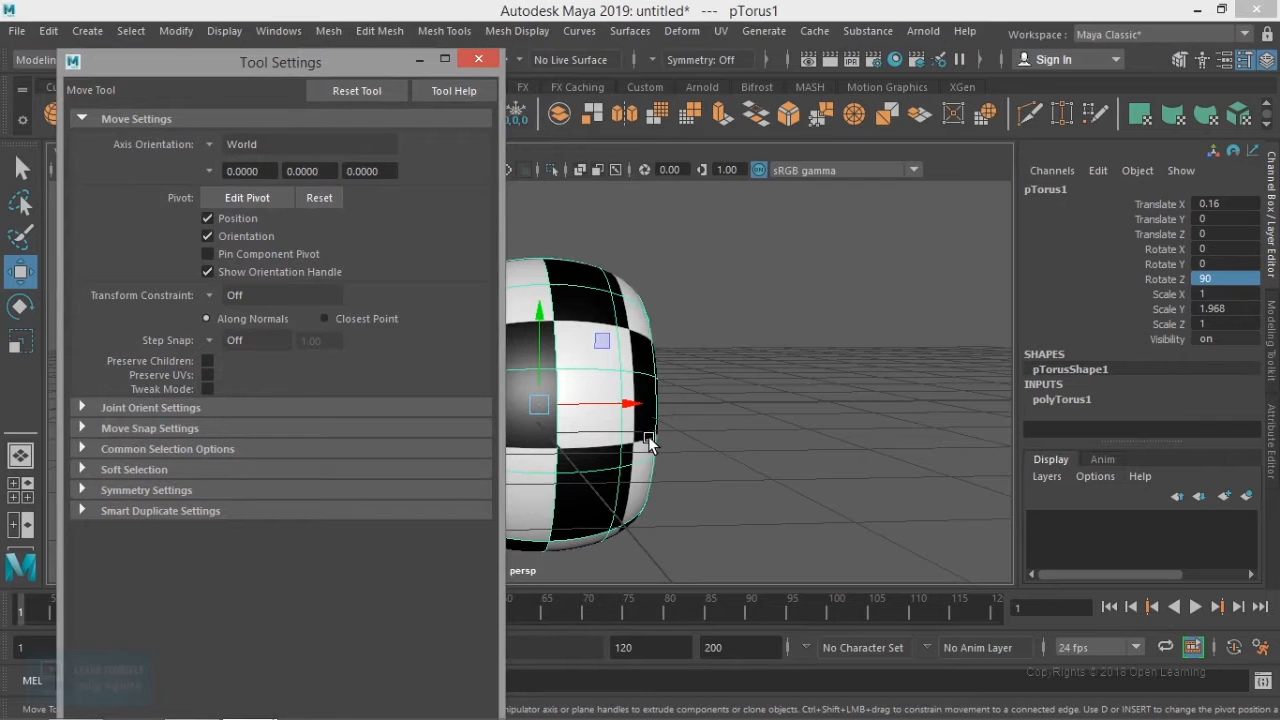 Autodesk Maya 2019: untitled* --- pTorus1
File Edit Create Select Modify Display Windows Mesh Edit Mesh Mesh Tools Mesh Display Curves Surfaces Deform UV Generate Cache Substance Arnold Help Workspace : Maya Classic*
Modeling
No Live Surface
Symmetry: Off
Sign In
FX FX Caching Custom Arnold Bifrost MASH Motion Graphics XGen
Tool Settings
Move Tool
Reset Tool
Tool Help
Move Settings
Axis Orientation: World
0.0000 0.0000 0.0000
Pivot: Edit Pivot Reset
Position
Orientation
Pin Component Pivot
Show Orientation Handle
Transform Constraint: Off
Along Normals Closest Point
Step Snap: Off 1.00
Preserve Children:
Preserve UVs:
Tweak Mode:
Joint Orient Settings
Move Snap Settings
Common Selection Options
Soft Selection
Symmetry Settings
Smart Duplicate Settings
0.00 1.00 ON sRGB gamma
persp
Channels Edit Object Show
pTorus1
Translate X 0.16
Translate Y 0
Translate Z 0
Rotate X 0
Rotate Y 0
Rotate Z 90
Scale X 1
Scale Y 1.968
Scale Z 1
Visibility on
SHAPES
pTorusShape1
INPUTS
polyTorus1
Display Anim
Layers Options Help
Channel Box / Layer Editor
Modeling Toolkit
Attribute Editor
1 65 70 75 80 85 90 95 100 105 110 115 12 1
1 120 200 No Character Set No Anim Layer 24 fps
CopyRights © 2018 Open Learning
MEL
Move To
nipulator axis or plane handles to extrude components or clone objects. Ctrl+Shift+LMB+drag to constrain movement to a connected edge. Use D or INSERT to change the pivot position a